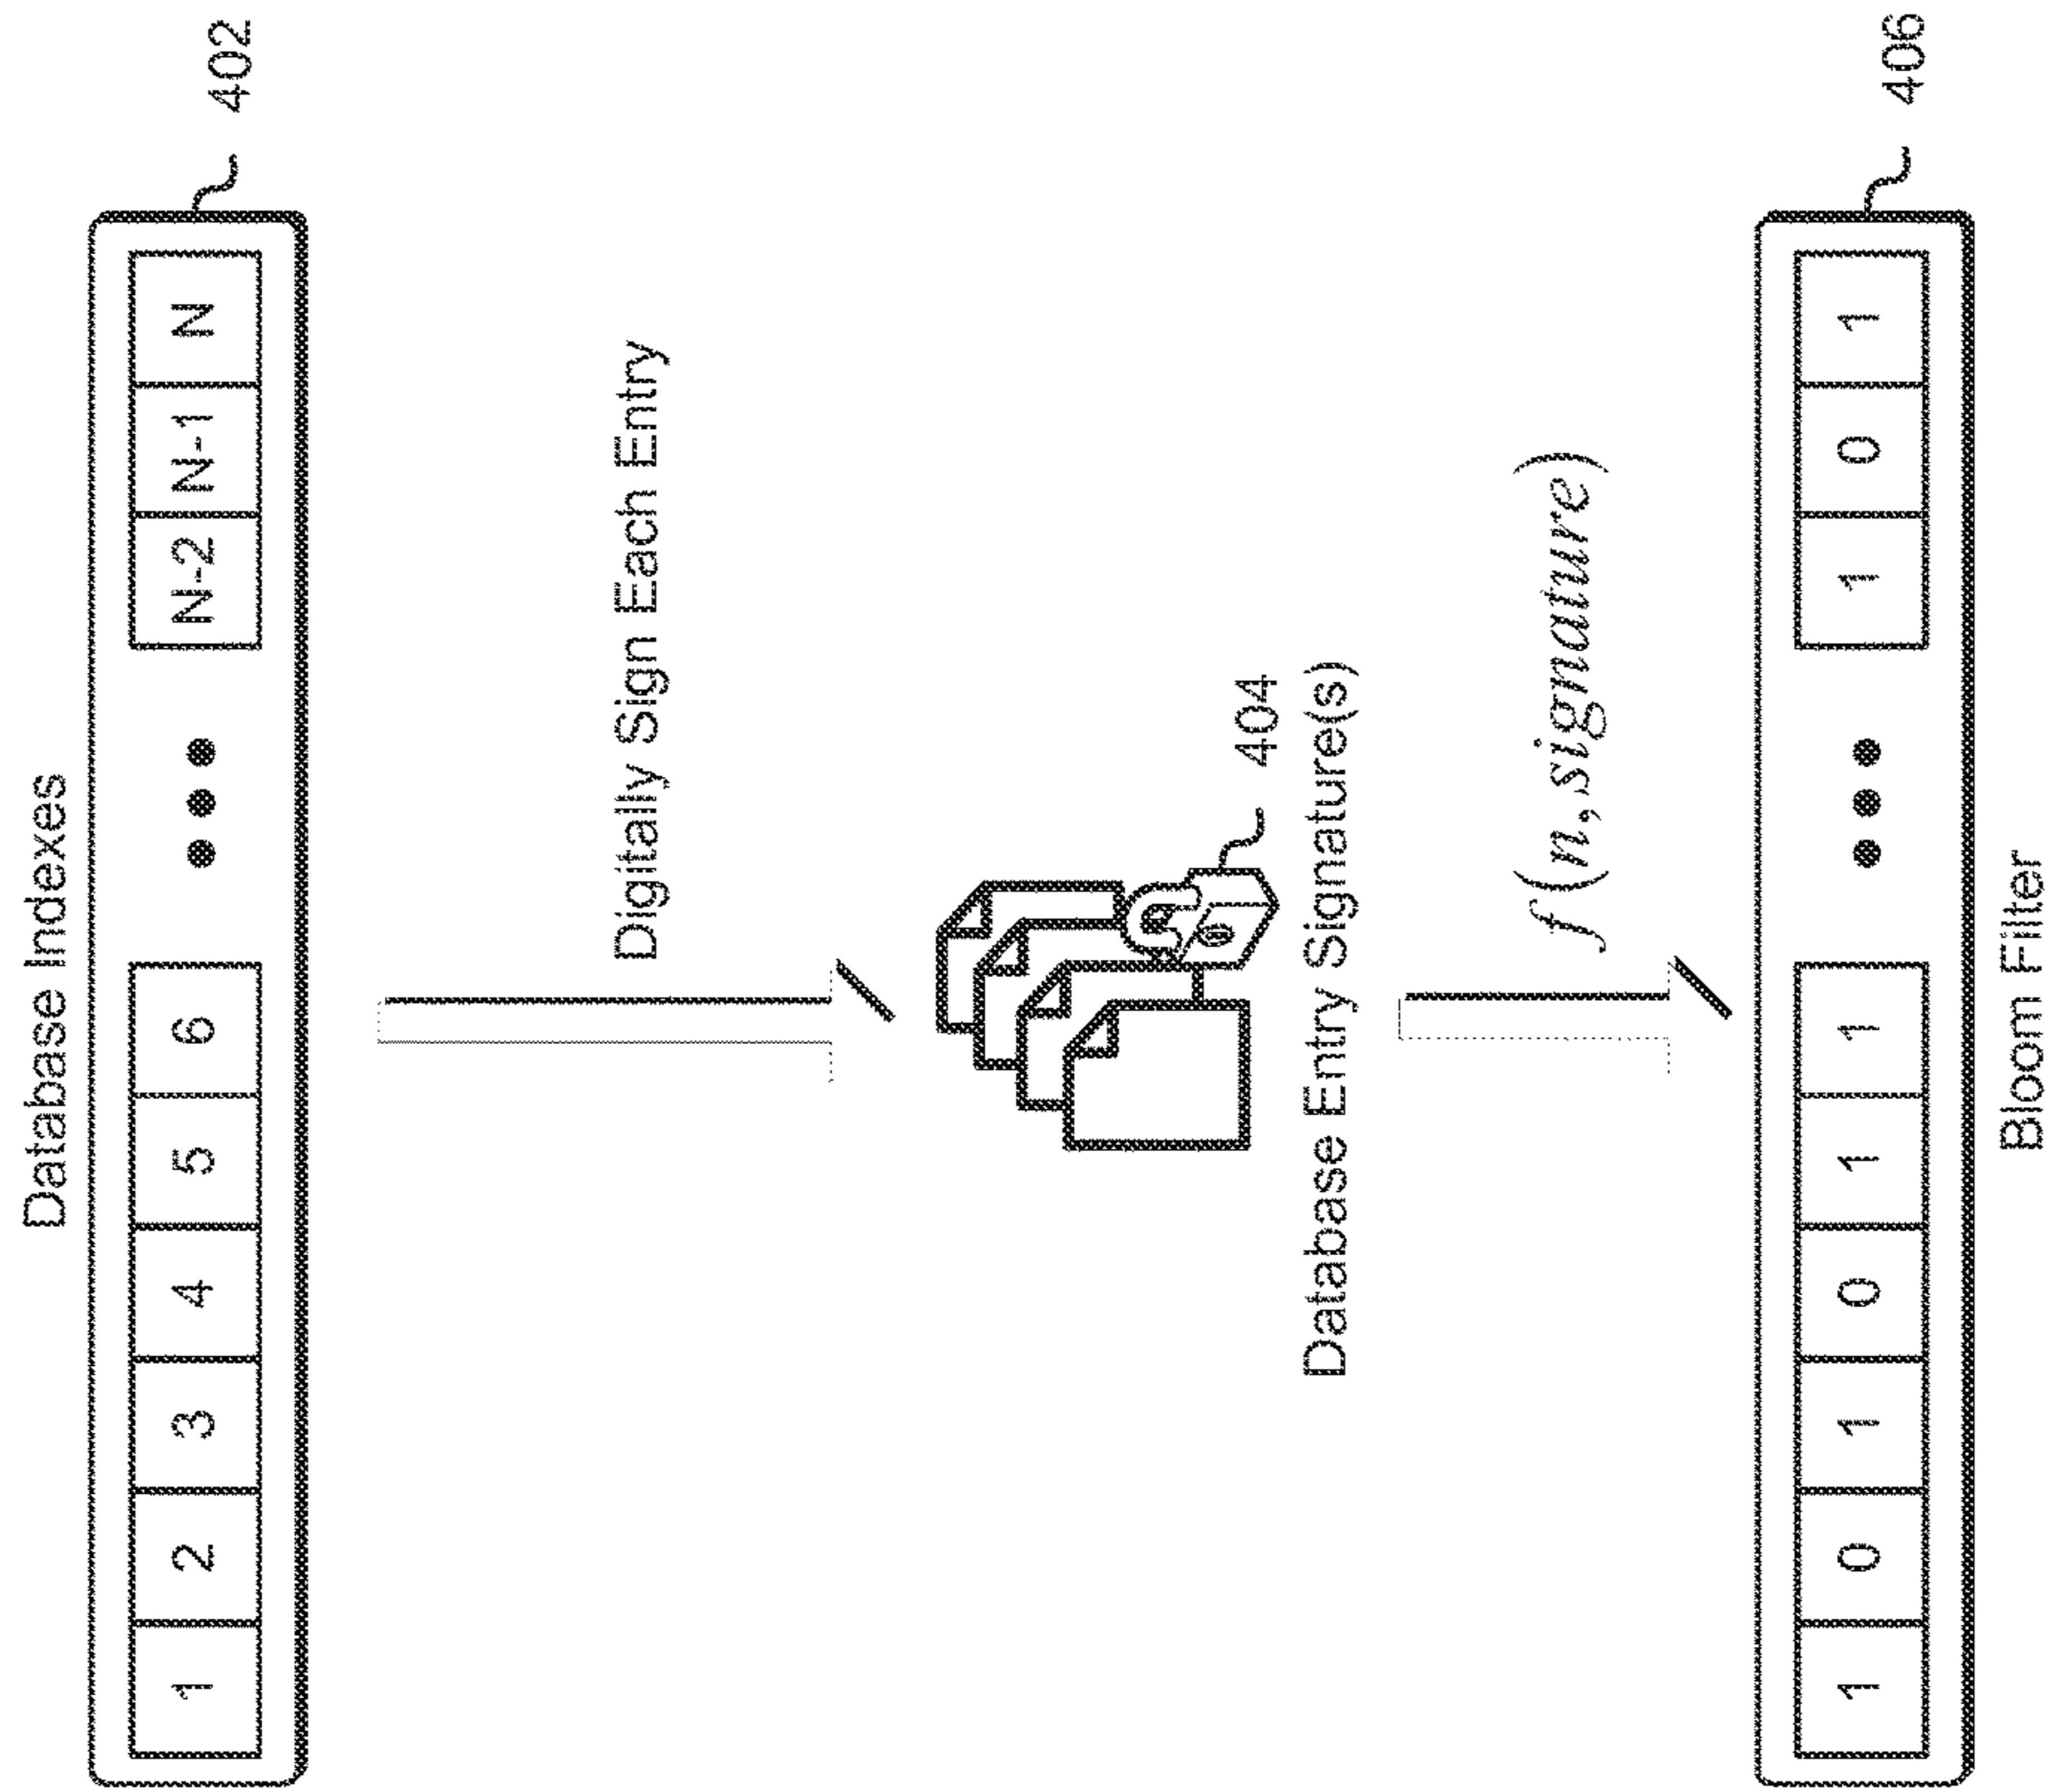 Database Indexes
1 2 3 4 5 6 N-2 N-1 N
402
Digitally Sign Each Entry
404
Database Entry Signature(s)
f(n,signature)
1 0 1 0 1 1 1 0 1
406
Bloom Filter